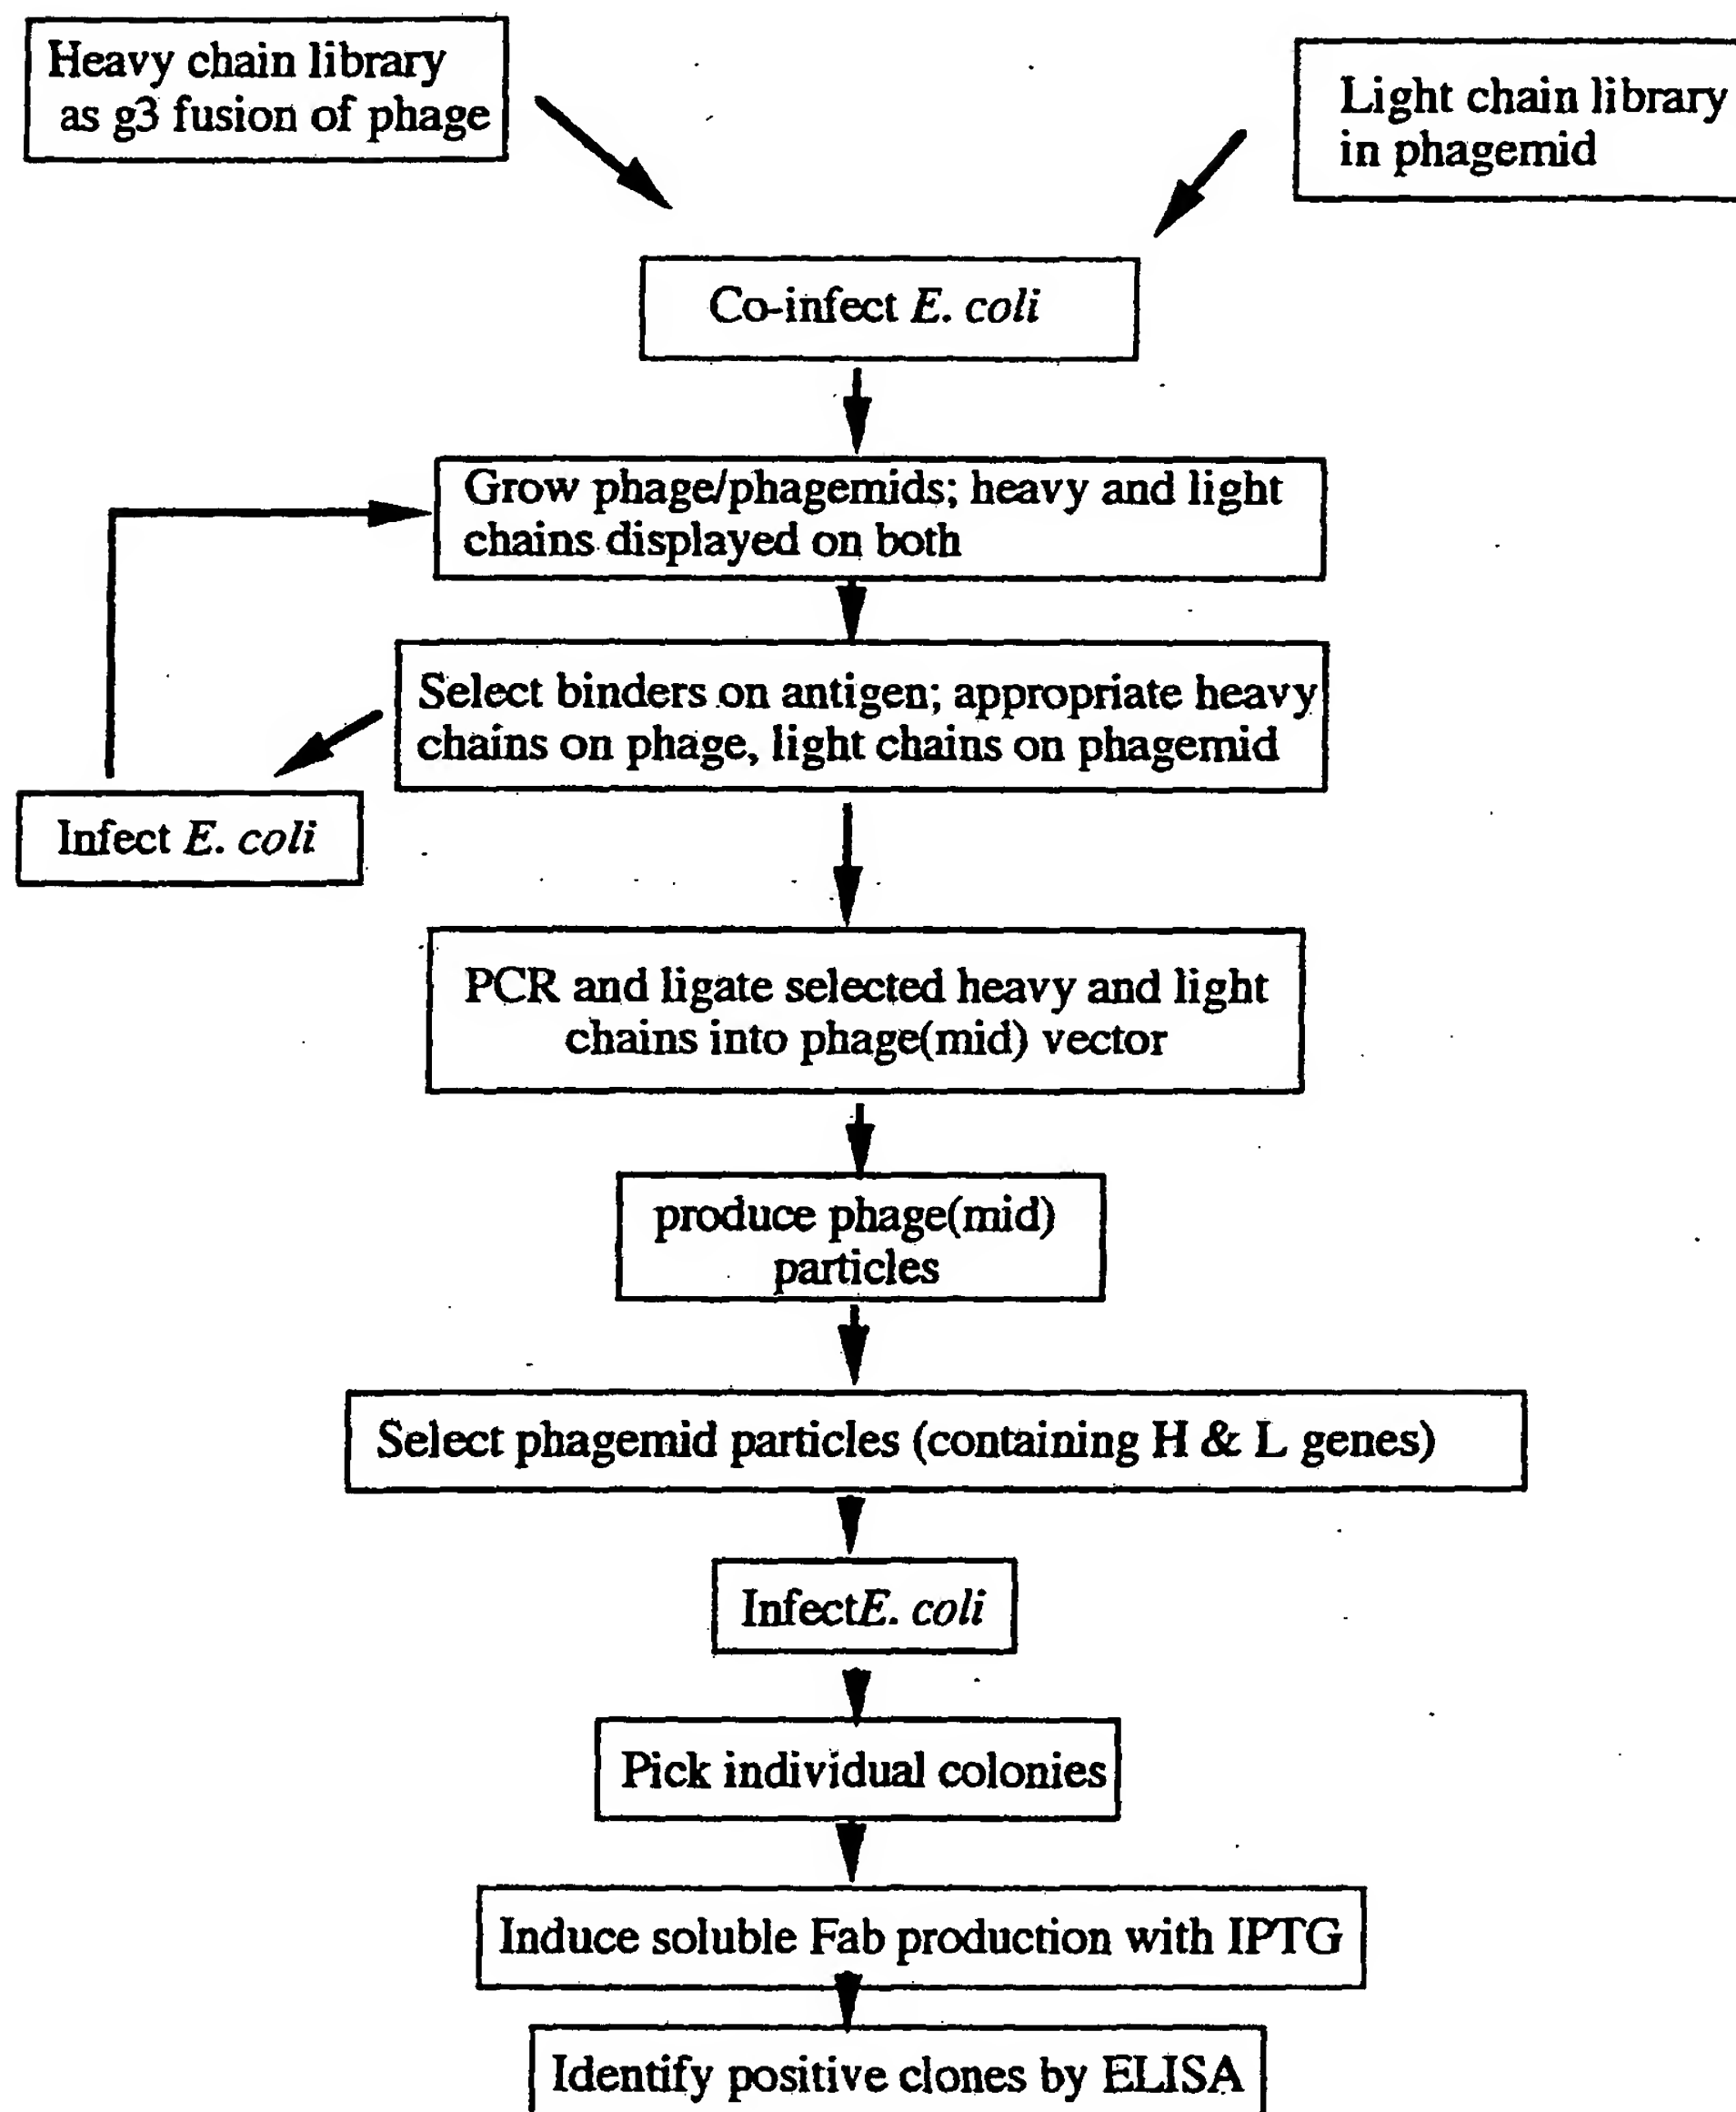 Heavy chain library
as g3 fusion of phage
Light chain library
in phagemid
Co-infect E. coli
Grow phage/phagemids; heavy and light
chains displayed on both
Select binders on antigen; appropriate heavy
chains on phage, light chains on phagemid
Infect E. coli
PCR and ligate selected heavy and light
chains into phage(mid) vector
produce phage(mid)
particles
Select phagemid particles (containing H & L genes)
InfectE. coli
Pick individual colonies
Induce soluble Fab production with IPTG
Identify positive clones by ELISA